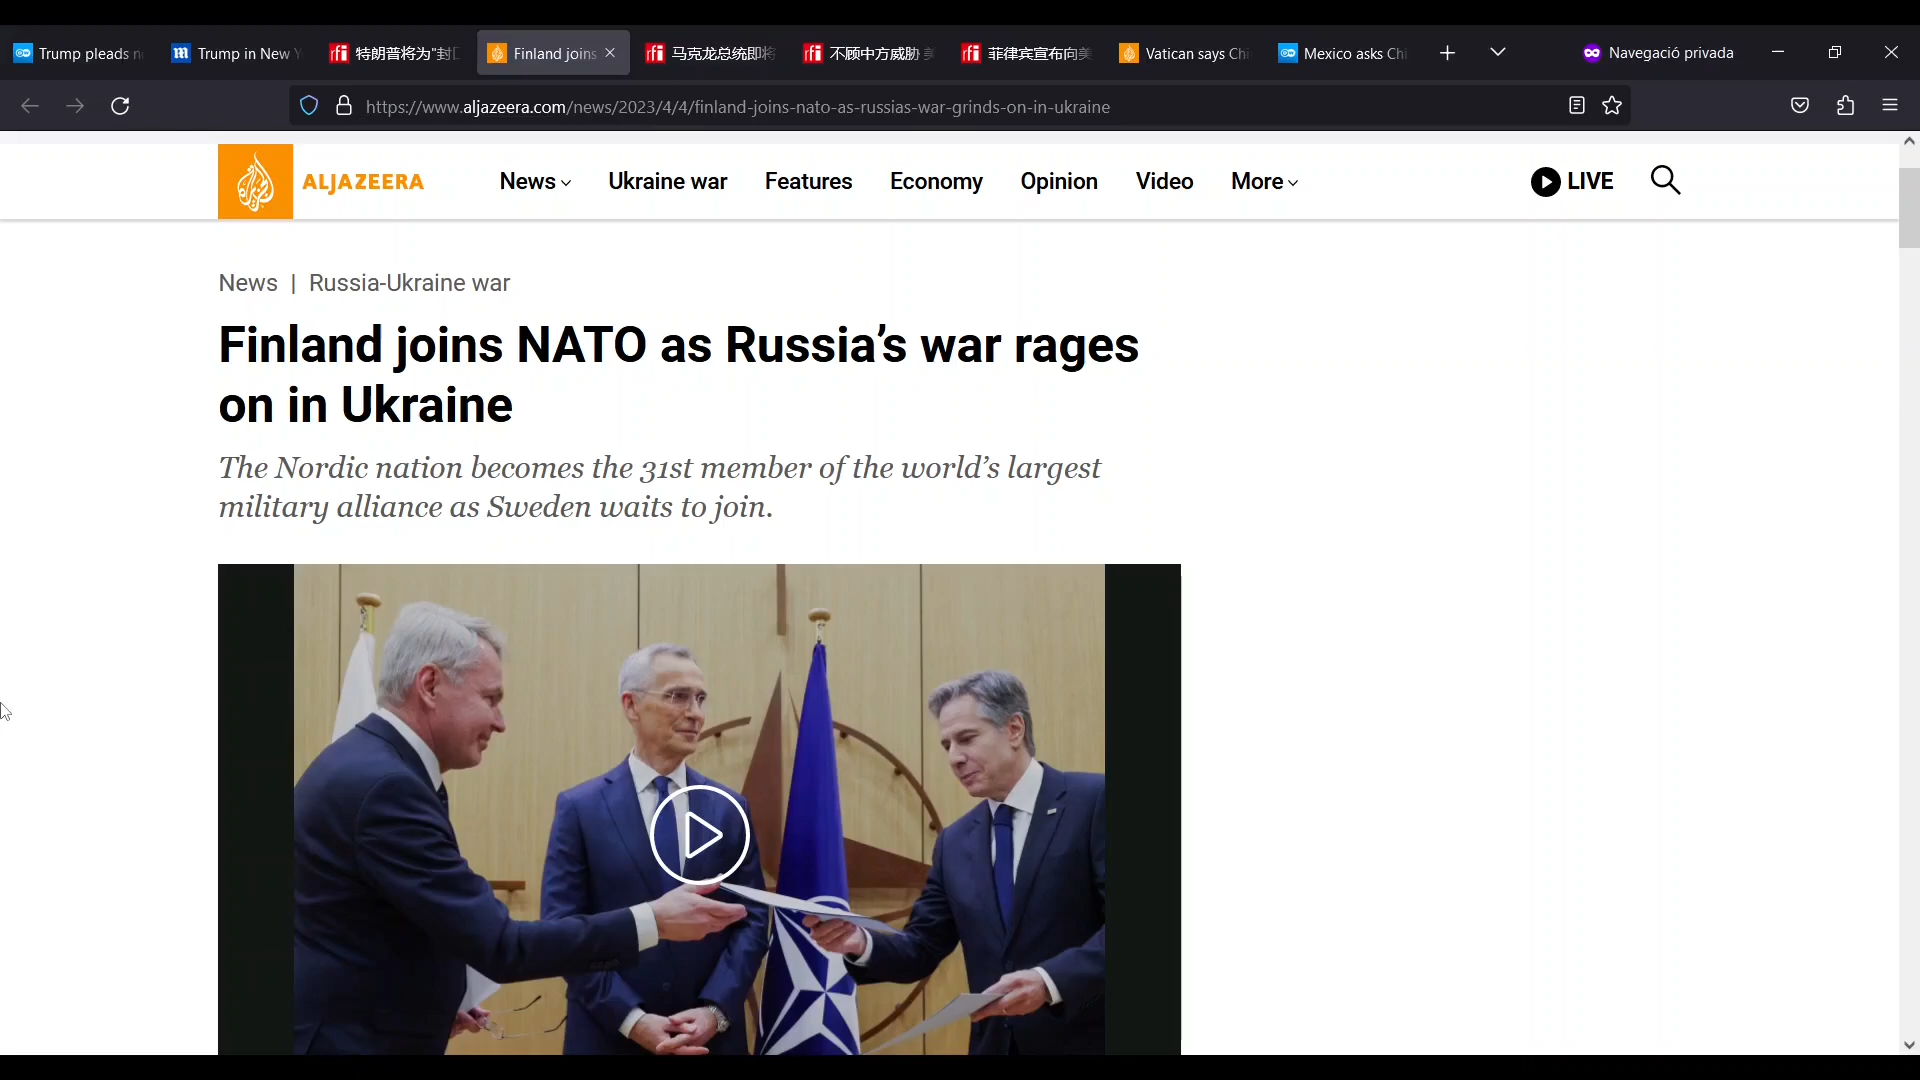 Trump pleads n
Trump in New Y
特朗普将为"封口
Finland joins
马克龙总统即将
不顾中方威胁 美
菲律宾宣布向美
Vatican says Chi
Mexico asks Chi
Navegació privada
https://www.aljazeera.com/news/2023/4/4/finland-joins-nato-as-russias-war-grinds-on-in-ukraine
ALJAZEERA
News
Ukraine war
Features
Economy
Opinion
Video
More
LIVE
News | Russia-Ukraine war
Finland joins NATO as Russia’s war rages
on in Ukraine
The Nordic nation becomes the 31st member of the world’s largest
military alliance as Sweden waits to join.